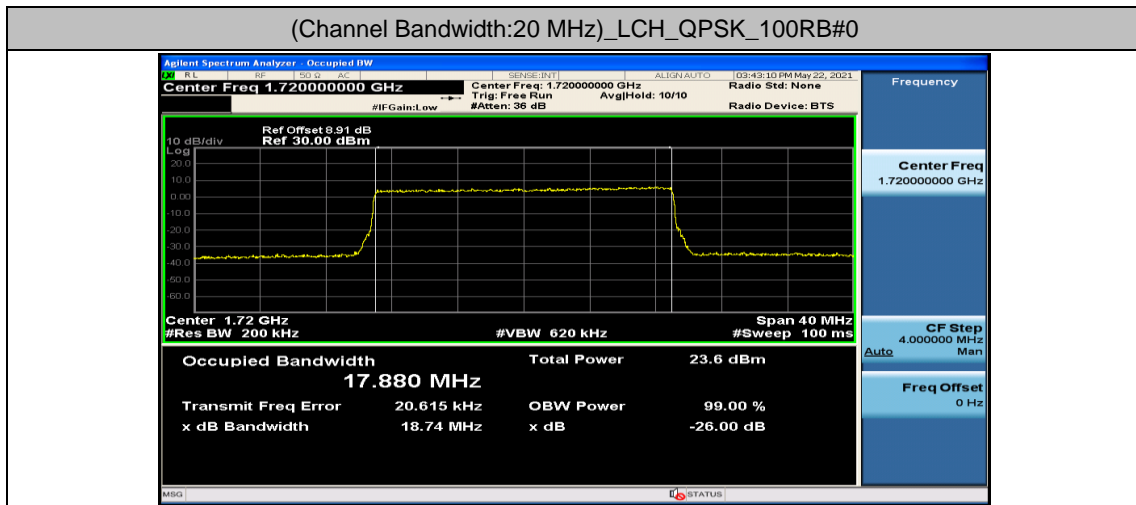 (Channel Bandwidth:20 MHz)_LCH_QPSK_100RB#0
Agilent Spectrum Analyzer - Occupied BW
LXI RL RF 50 Ω AC SENSE:INT ALIGN AUTO 03:43:10 PM May 22, 2021
Center Freq 1.720000000 GHz Center Freq: 1.720000000 GHz Radio Std: None
Trig: Free Run Avg|Hold: 10/10
#IFGain:Low #Atten: 36 dB Radio Device: BTS
Frequency
Ref Offset 8.91 dB
10 dB/div Ref 30.00 dBm
Log
20.0
10.0
0.00
-10.0
-20.0
-30.0
-40.0
-50.0
-60.0
Center 1.72 GHz Span 40 MHz
#Res BW 200 kHz #VBW 620 kHz #Sweep 100 ms
Occupied Bandwidth Total Power 23.6 dBm
17.880 MHz
Transmit Freq Error 20.615 kHz OBW Power 99.00 %
x dB Bandwidth 18.74 MHz x dB -26.00 dB
Center Freq
1.720000000 GHz
CF Step
4.000000 MHz
Auto Man
Freq Offset
0 Hz
MSG STATUS